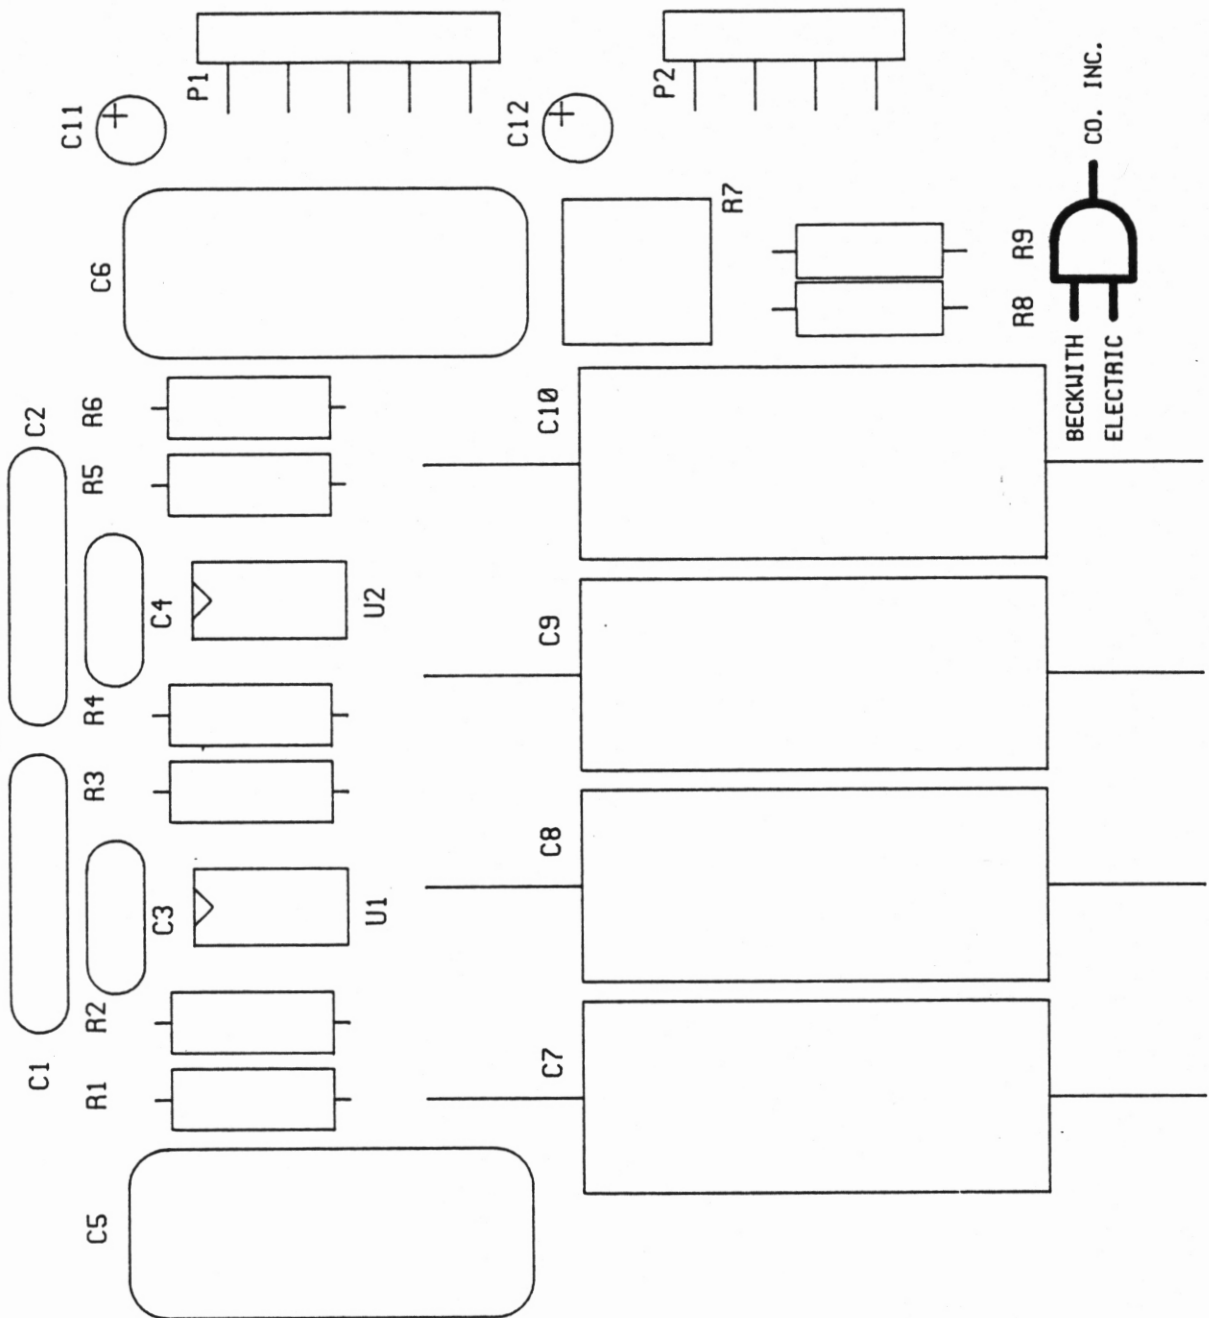 C11
P1
C12
P2
C6
R7
R9
R8
BECKWITH
ELECTRIC
CO. INC.
C2
R6
R5
C10
C4
U2
C9
R4
R3
C8
C3
U1
C1
R2
R1
C7
C5